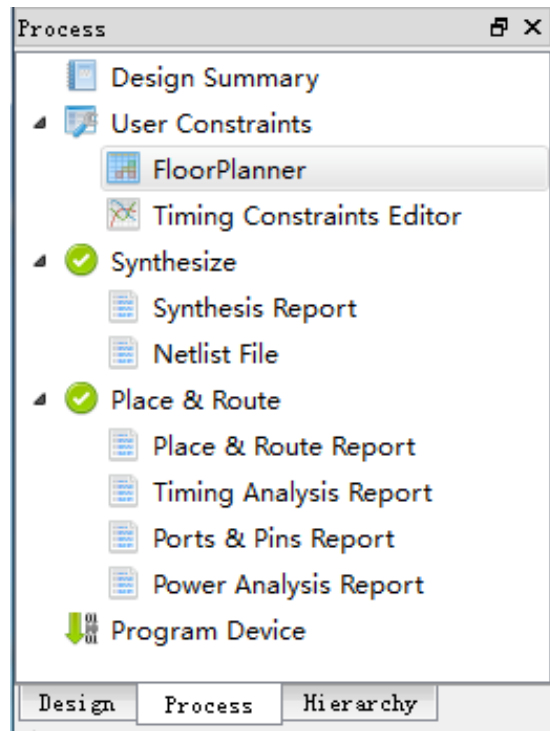 Process
Design Summary
User Constraints
FloorPlanner
Timing Constraints Editor
Synthesize
Synthesis Report
Netlist File
Place & Route
Place & Route Report
Timing Analysis Report
Ports & Pins Report
Power Analysis Report
Program Device
Design Process Hierarchy